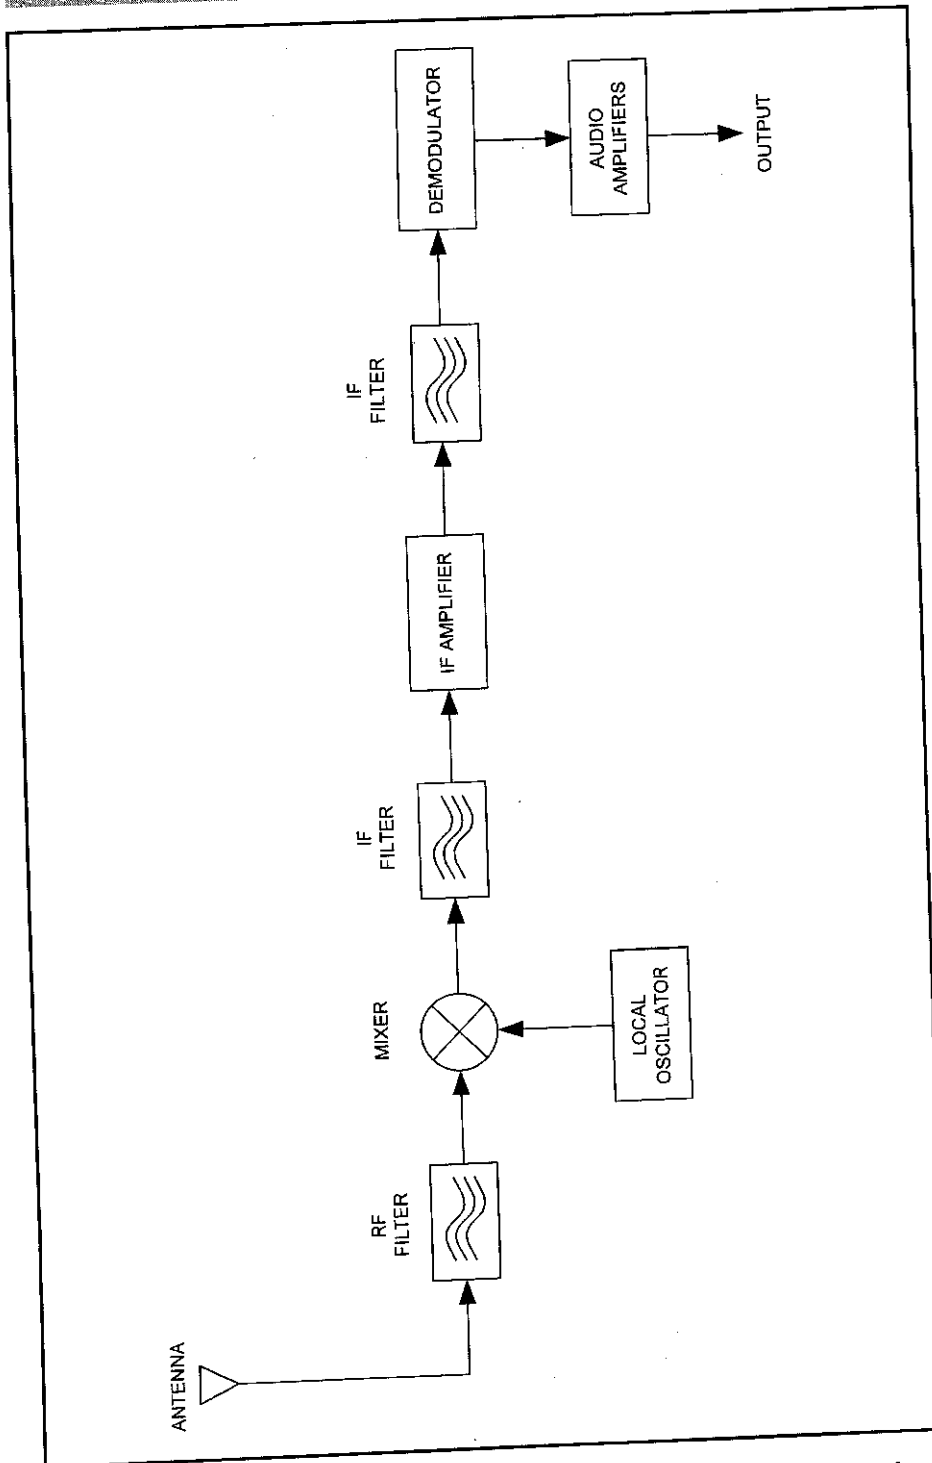 ANTENNA
RF
FILTER
MIXER
LOCAL
OSCILLATOR
IF
FILTER
IF AMPLIFIER
IF
FILTER
DEMODULATOR
AUDIO
AMPLIFIERS
OUTPUT